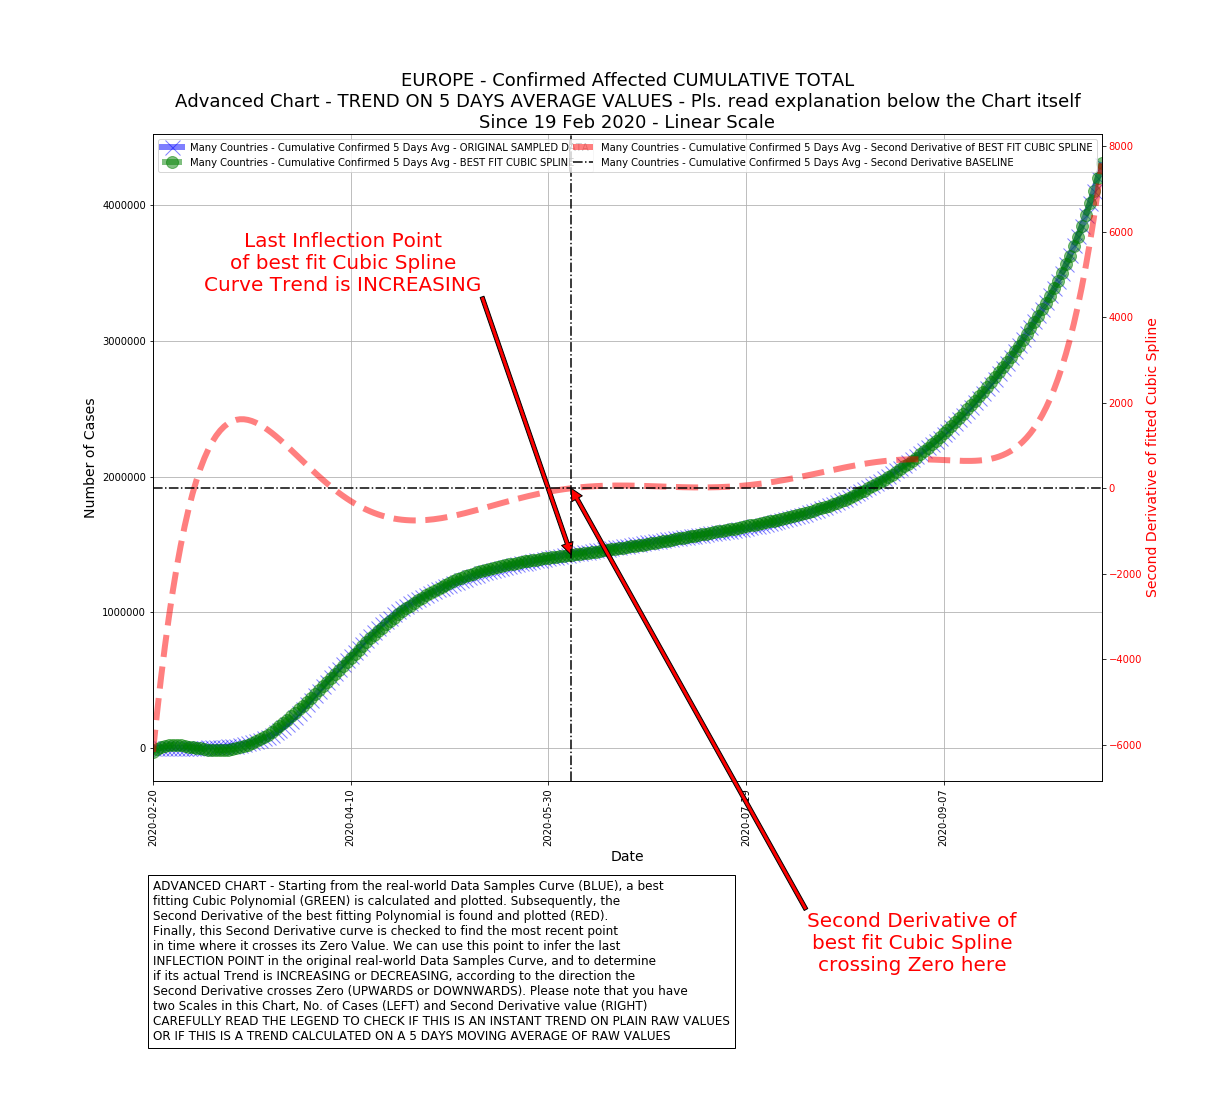 EUROPE - Confirmed Affected CUMULATIVE TOTAL
Advanced Chart - TREND ON 5 DAYS AVERAGE VALUES - Pls. read explanation below the Chart itself
Since 19 Feb 2020 - Linear Scale
Many Countries - Cumulative Confirmed 5 Days Avg - ORIGINAL SAMPLED DATA
Many Countries - Cumulative Confirmed 5 Days Avg - BEST FIT CUBIC SPLIN
Many Countries - Cumulative Confirmed 5 Days Avg - Second Derivative of BEST FIT CUBIC SPLINE
Many Countries - Cumulative Confirmed 5 Days Avg - Second Derivative BASELINE
Last Inflection Point
of best fit Cubic Spline
Curve Trend is INCREASING
Number of Cases
4000000
3000000
2000000
1000000
0
8000
6000
4000
2000
0
−2000
−4000
−6000
Second Derivative of fitted Cubic Spline
2020-02-20
2020-04-10
2020-05-30
2020-07-19
2020-09-07
Date
Second Derivative of
best fit Cubic Spline
crossing Zero here
ADVANCED CHART - Starting from the real-world Data Samples Curve (BLUE), a best
fitting Cubic Polynomial (GREEN) is calculated and plotted. Subsequently, the
Second Derivative of the best fitting Polynomial is found and plotted (RED).
Finally, this Second Derivative curve is checked to find the most recent point
in time where it crosses its Zero Value. We can use this point to infer the last
INFLECTION POINT in the original real-world Data Samples Curve, and to determine
if its actual Trend is INCREASING or DECREASING, according to the direction the
Second Derivative crosses Zero (UPWARDS or DOWNWARDS). Please note that you have
two Scales in this Chart, No. of Cases (LEFT) and Second Derivative value (RIGHT)
CAREFULLY READ THE LEGEND TO CHECK IF THIS IS AN INSTANT TREND ON PLAIN RAW VALUES
OR IF THIS IS A TREND CALCULATED ON A 5 DAYS MOVING AVERAGE OF RAW VALUES